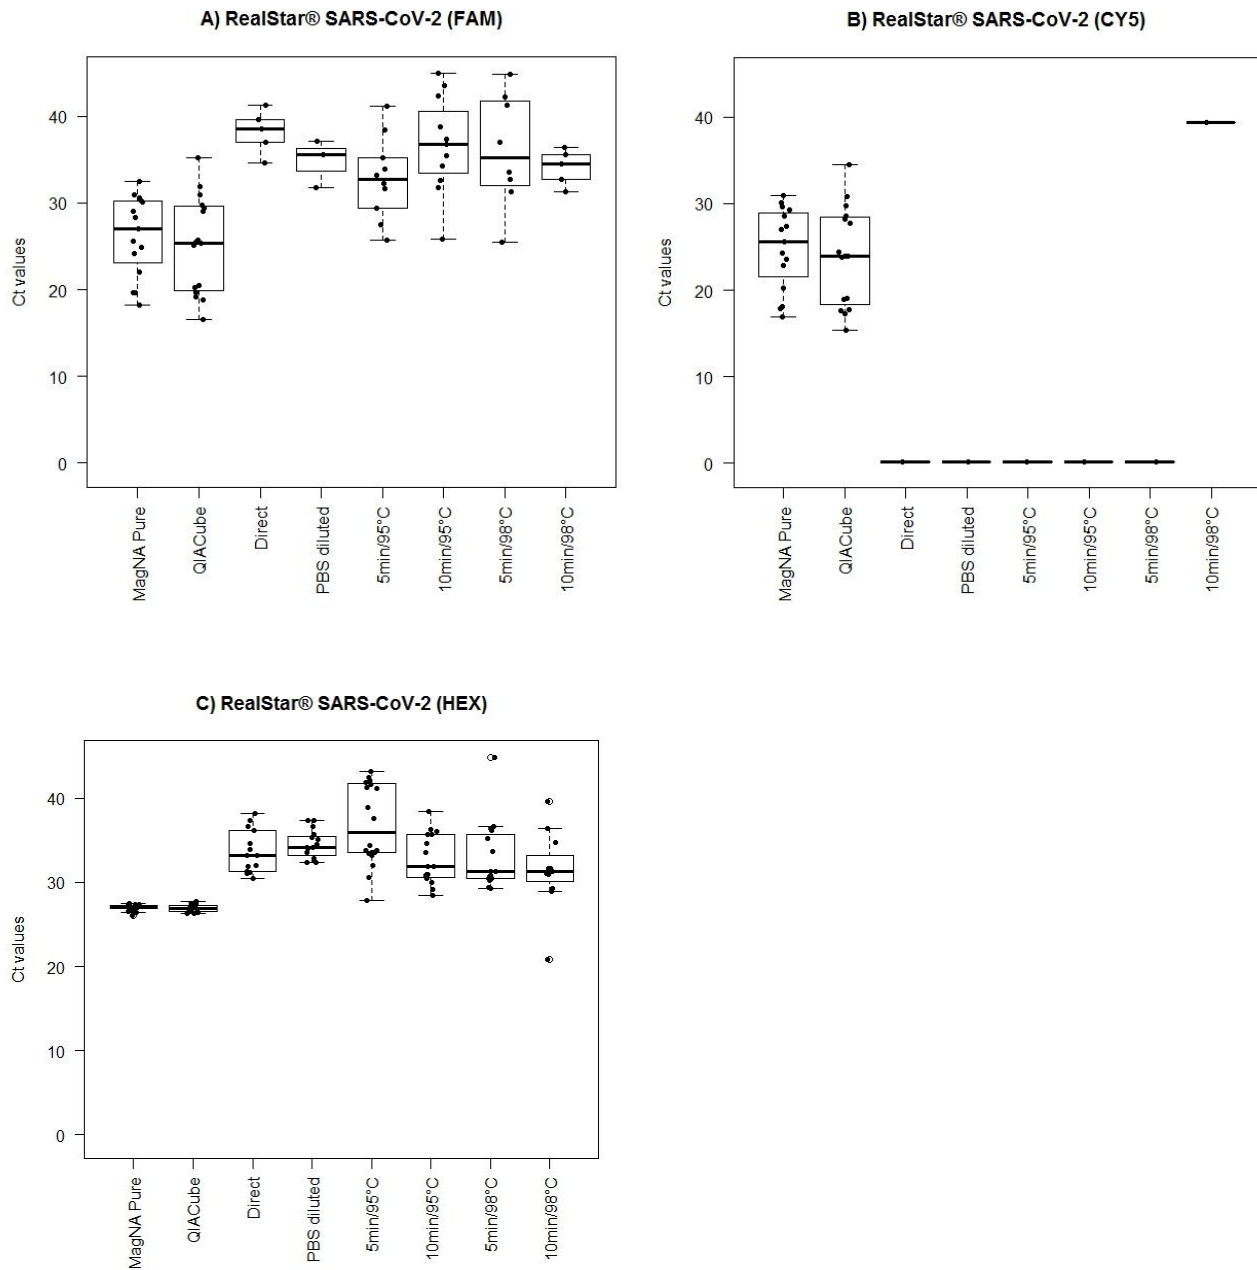 A) RealStar® SARS-CoV-2 (FAM)
Ct values
40
30
20
10
0
MagNA Pure
QIACube
Direct
PBS diluted
5min/95°C
10min/95°C
5min/98°C
10min/98°C
B) RealStar® SARS-CoV-2 (CY5)
Ct values
40
30
20
10
0
MagNA Pure
QIACube
Direct
PBS diluted
5min/95°C
10min/95°C
5min/98°C
10min/98°C
C) RealStar® SARS-CoV-2 (HEX)
Ct values
40
30
20
10
0
MagNA Pure
QIACube
Direct
PBS diluted
5min/95°C
10min/95°C
5min/98°C
10min/98°C